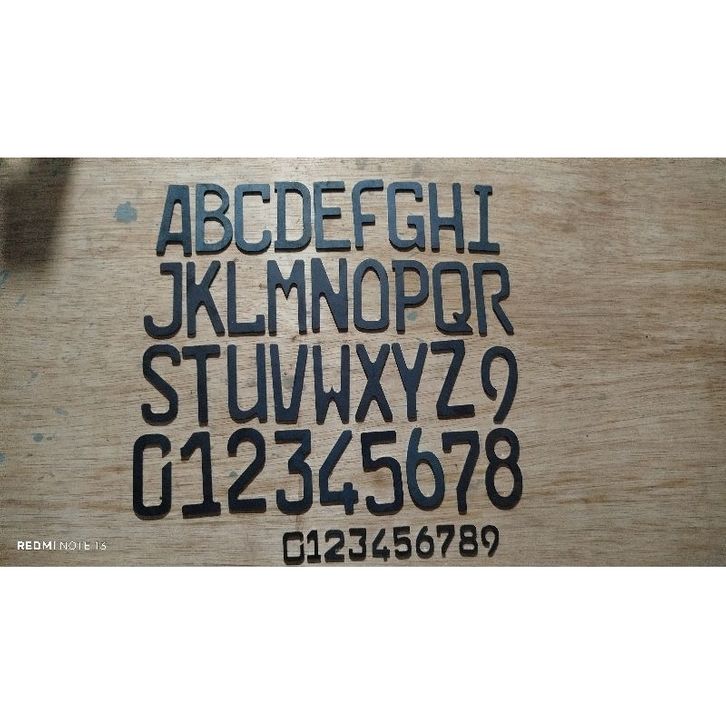 ABCDEFGHI
JKLMNOPQR
STUVWXYZ9
012345678
0123456789
REDMI NOTE 13